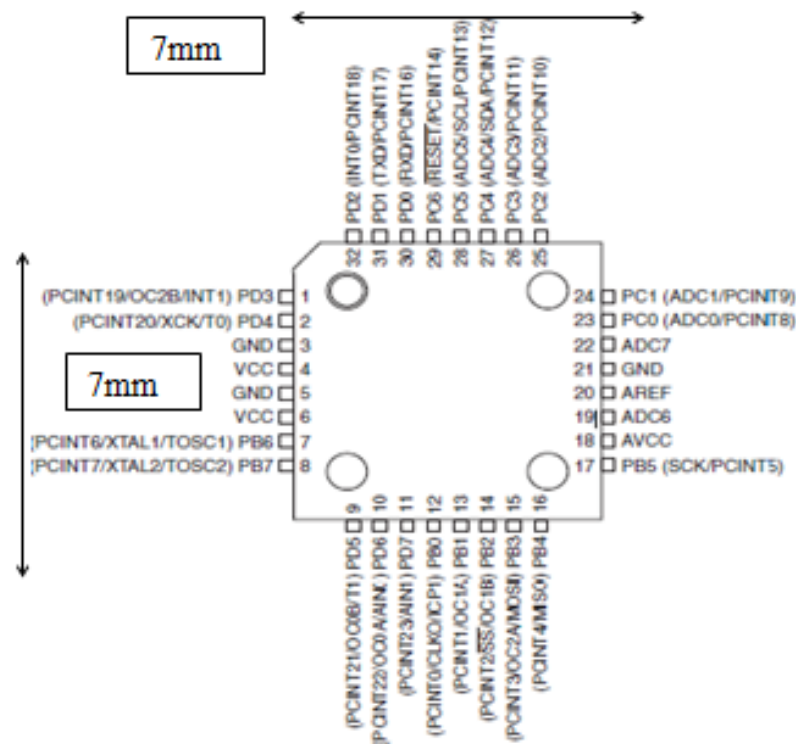 7mm
32 PD2 (INT0/PCINT18)
31 PD1 (TXD/PCINT17)
30 PD0 (RXD/PCINT16)
29 PC6 (RESET/PCINT14)
28 PC5 (ADC5/SCL/PCINT13)
27 PC4 (ADC4/SDA/PCINT12)
26 PC3 (ADC3/PCINT11)
25 PC2 (ADC2/PCINT10)
(PCINT19/OC2B/INT1) PD3 1
(PCINT20/XCK/T0) PD4 2
GND 3
VCC 4
GND 5
VCC 6
(PCINT6/XTAL1/TOSC1) PB6 7
(PCINT7/XTAL2/TOSC2) PB7 8
7mm
24 PC1 (ADC1/PCINT9)
23 PC0 (ADC0/PCINT8)
22 ADC7
21 GND
20 AREF
19 ADC6
18 AVCC
17 PB5 (SCK/PCINT5)
(PCINT21/OC0B/T1) PD5 9
(PCINT22/OC0A/AIN0) PD6 10
(PCINT23/AIN1) PD7 11
(PCINT0/CLKO/ICP1) PB0 12
(PCINT1/OC1A) PB1 13
(PCINT2/SS/OC1B) PB2 14
(PCINT3/OC2A/MOSI) PB3 15
(PCINT4/MISO) PB4 16